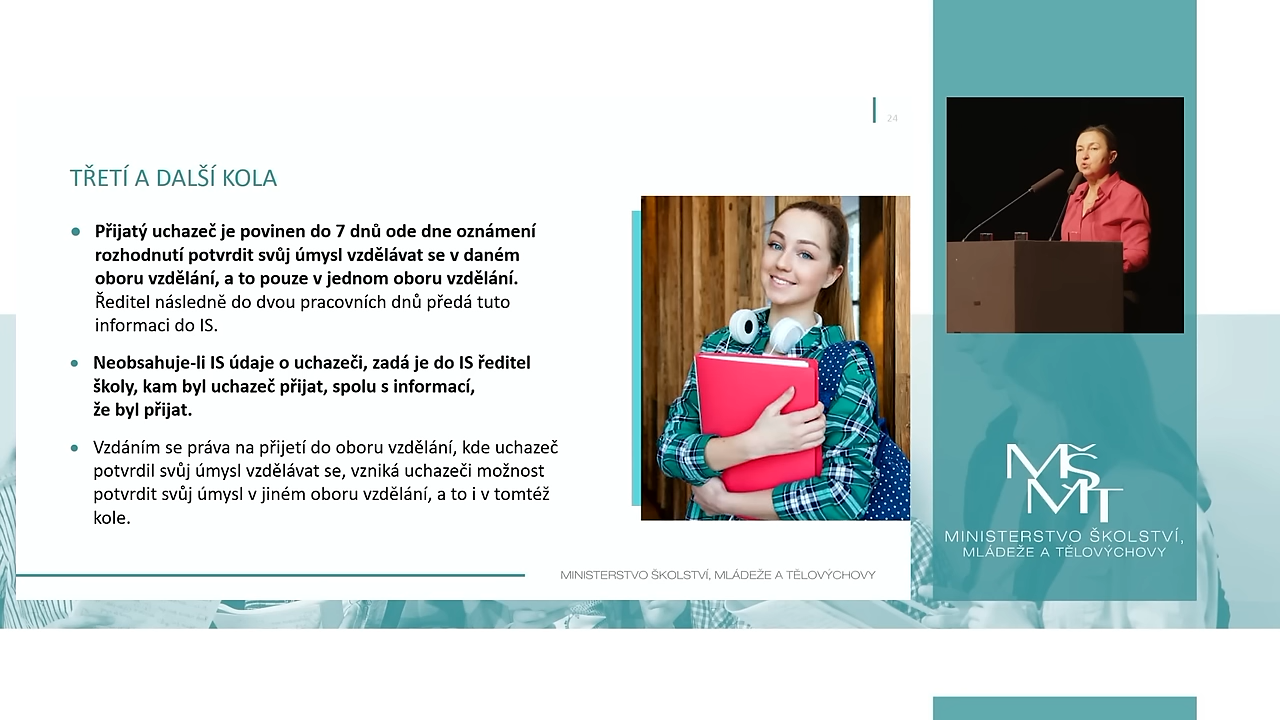 24
TŘETÍ A DALŠÍ KOLA
• Přijatý uchazeč je povinen do 7 dnů ode dne oznámení
rozhodnutí potvrdit svůj úmysl vzdělávat se v daném
oboru vzdělání, a to pouze v jednom oboru vzdělání.
Ředitel následně do dvou pracovních dnů předá tuto
informaci do IS.
• Neobsahuje-li IS údaje o uchazeči, zadá je do IS ředitel
školy, kam byl uchazeč přijat, spolu s informací,
že byl přijat.
• Vzdáním se práva na přijetí do oboru vzdělání, kde uchazeč
potvrdil svůj úmysl vzdělávat se, vzniká uchazeči možnost
potvrdit svůj úmysl v jiném oboru vzdělání, a to i v tomtéž
kole.
MINISTERSTVO ŠKOLSTVÍ, MLÁDEŽE A TĚLOVÝCHOVY
MŠ
MT
MINISTERSTVO ŠKOLSTVÍ,
MLÁDEŽE A TĚLOVÝCHOVY